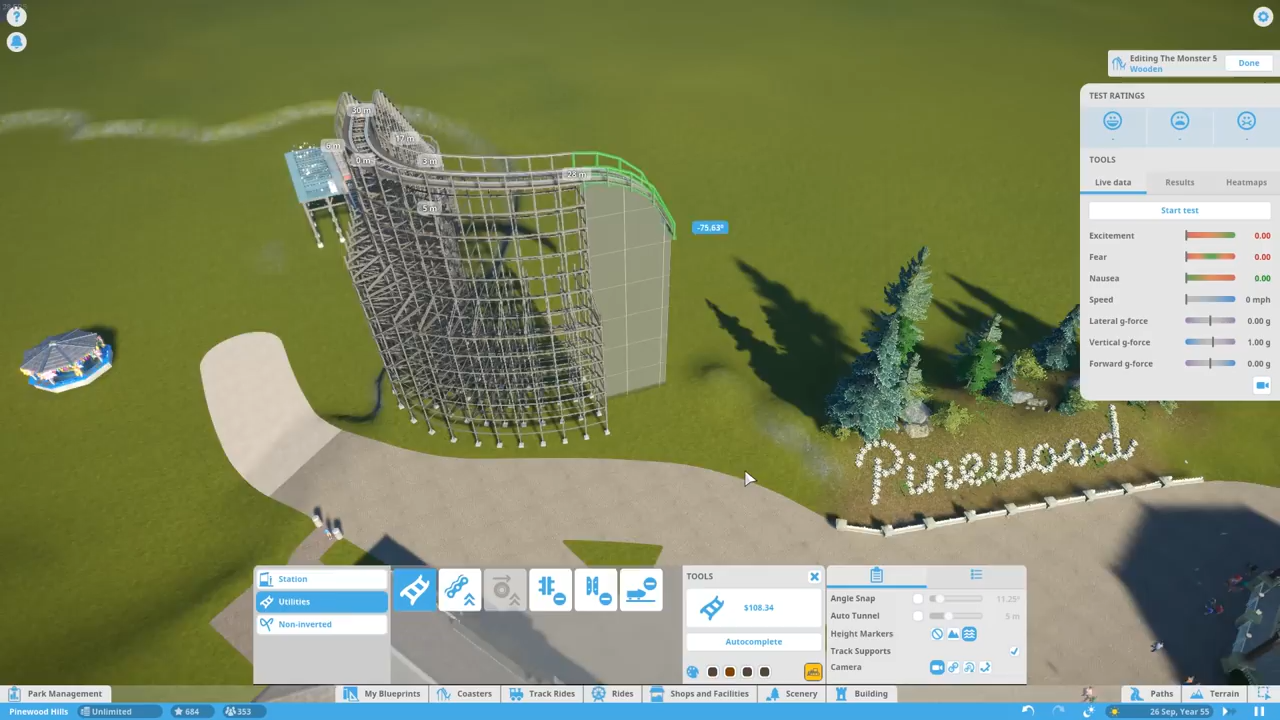 Editing The Monster 5
Wooden
Done
TEST RATINGS
TOOLS
Live data
Results
Heatmaps
Start test
Excitement
0.00
Fear
0.00
Nausea
0.00
Speed
0 mph
Lateral g-force
0.00 g
Vertical g-force
1.00 g
Forward g-force
0.00 g
30 m
17 m
6 m
0 m
3 m
28 m
5 m
-75,63°
Pinewood
Station
Utilities
Non-inverted
TOOLS
$108.34
Autocomplete
Angle Snap
11.25°
Auto Tunnel
5 m
Height Markers
Track Supports
Camera
Park Management
My Blueprints
Coasters
Track Rides
Rides
Shops and Facilities
Scenery
Building
Paths
Terrain
Pinewood Hills
Unlimited
684
353
26 Sep, Year 55